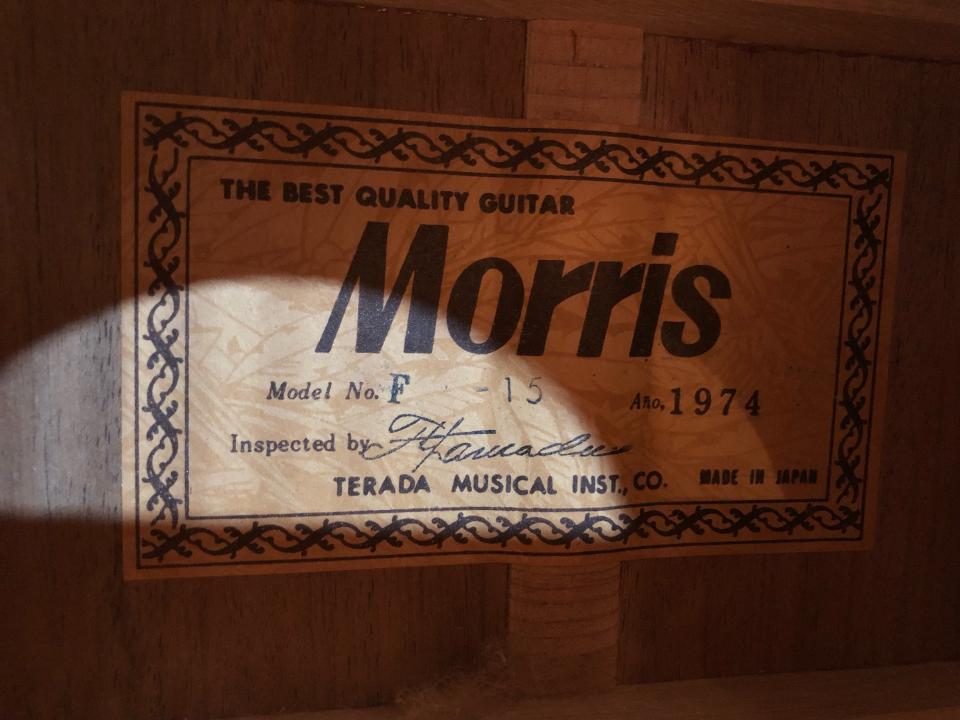 THE BEST QUALITY GUITAR
Morris
Model No. F -15 Año. 1974
Inspected by
TERADA MUSICAL INST., CO. MADE IN JAPAN